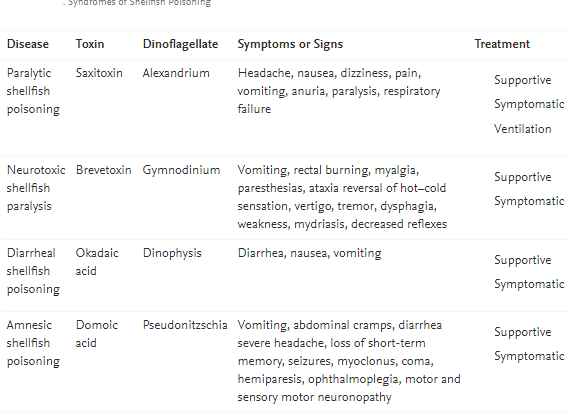 . Syndromes of Shellfish Poisoning
Disease Toxin Dinoflagellate Symptoms or Signs Treatment
Paralytic shellfish poisoning Saxitoxin Alexandrium Headache, nausea, dizziness, pain, vomiting, anuria, paralysis, respiratory failure Supportive Symptomatic Ventilation
Neurotoxic shellfish paralysis Brevetoxin Gymnodinium Vomiting, rectal burning, myalgia, paresthesias, ataxia reversal of hot–cold sensation, vertigo, tremor, dysphagia, weakness, mydriasis, decreased reflexes Supportive Symptomatic
Diarrheal shellfish poisoning Okadaic acid Dinophysis Diarrhea, nausea, vomiting Supportive Symptomatic
Amnesic shellfish poisoning Domoic acid Pseudonitzschia Vomiting, abdominal cramps, diarrhea severe headache, loss of short-term memory, seizures, myoclonus, coma, hemiparesis, ophthalmoplegia, motor and sensory motor neuronopathy Supportive Symptomatic